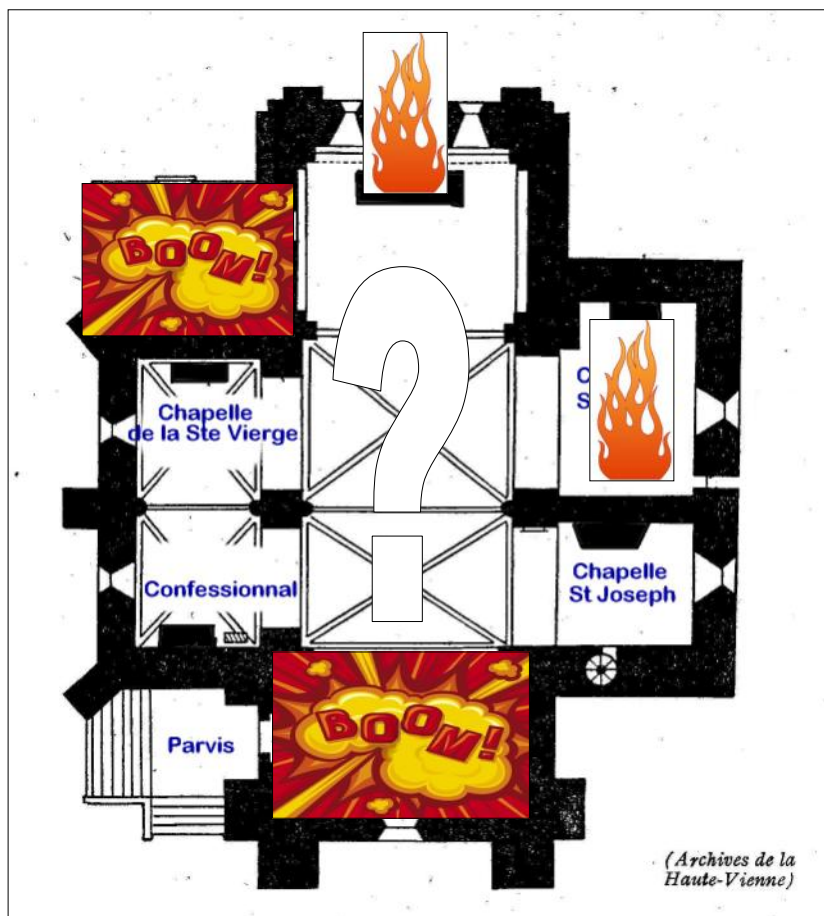 BOOM!
C
S
Chapelle
de la Ste Vierge
?
Confessionnal
Chapelle
St Joseph
Parvis
BOOM!
(Archives de la
Haute-Vienne)